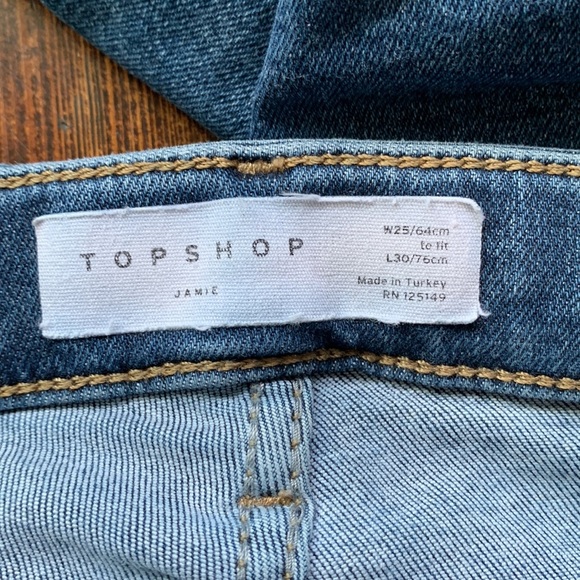 TOPSHOP
JAMIE
W25/64cm
to fit
L30/76cm
Made in Turkey
RN 125149